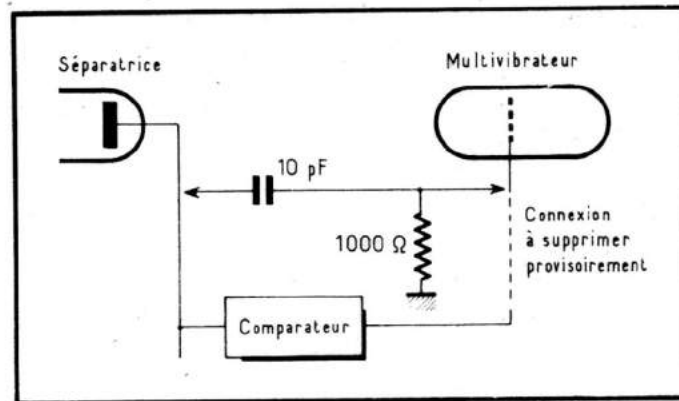 Séparatrice
Multivibrateur
10 pF
1000 Ω
Connexion
à supprimer
provisoirement
Comparateur